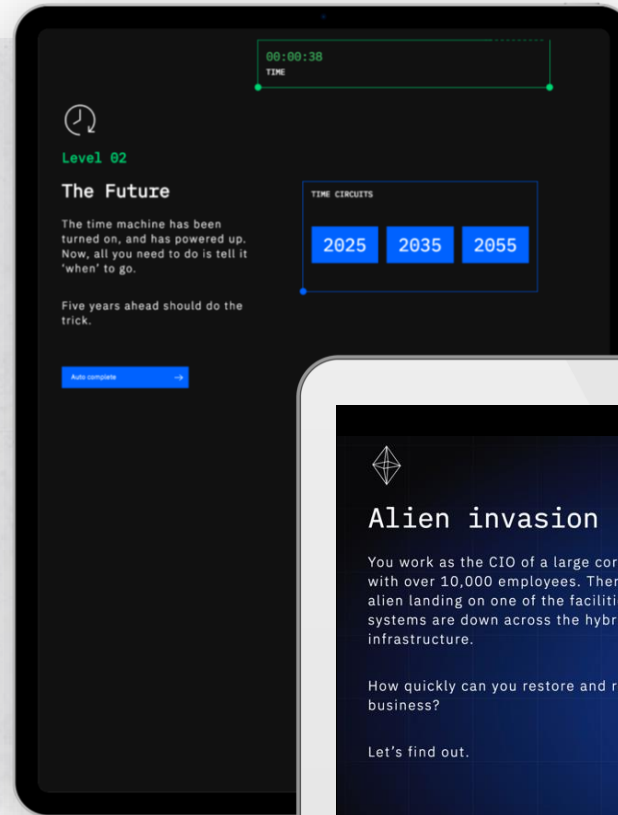 00:00:38
TIME
Level 02
The Future
The time machine has been
turned on, and has powered up.
Now, all you need to do is tell it
‘when’ to go.
Five years ahead should do the
trick.
Auto complete
TIME CIRCUITS
2025 2035 2055
Alien invasion
You work as the CIO of a large
with over 10,000 employees.
alien landing on one of the
systems are down across the
infrastructure.
How quickly can you restore and
business?
Let’s find out.